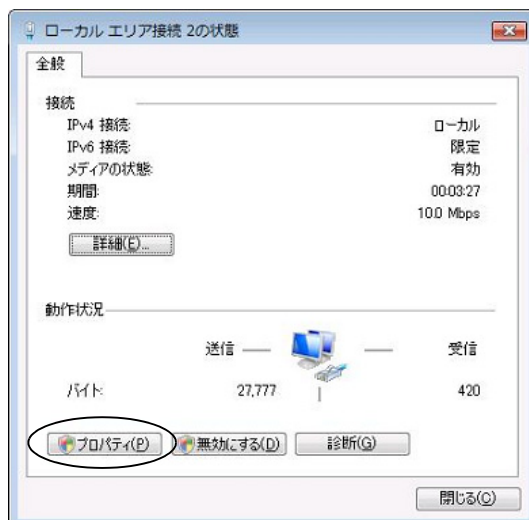 ローカル エリア接続 2の状態
全般
接続
IPv4 接続: ローカル
IPv6 接続: 限定
メディアの状態: 有効
期間: 00:03:27
速度: 10.0 Mbps
詳細(E)...
動作状況
送信 受信
バイト: 27,777 420
プロパティ(P) 無効にする(D) 診断(G)
閉じる(C)